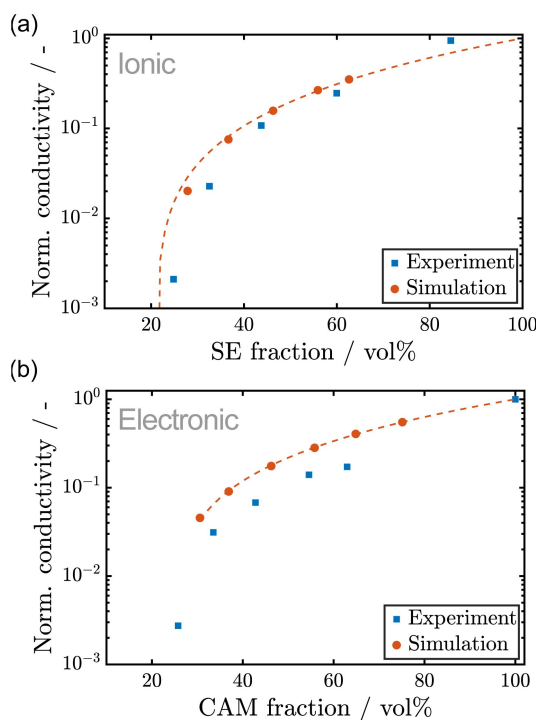 (a)
Ionic
Norm. conductivity / -
10^0
10^-1
10^-2
10^-3
20 40 60 80 100
SE fraction / vol%
Experiment
Simulation
(b)
Electronic
Norm. conductivity / -
10^0
10^-1
10^-2
10^-3
20 40 60 80 100
CAM fraction / vol%
Experiment
Simulation